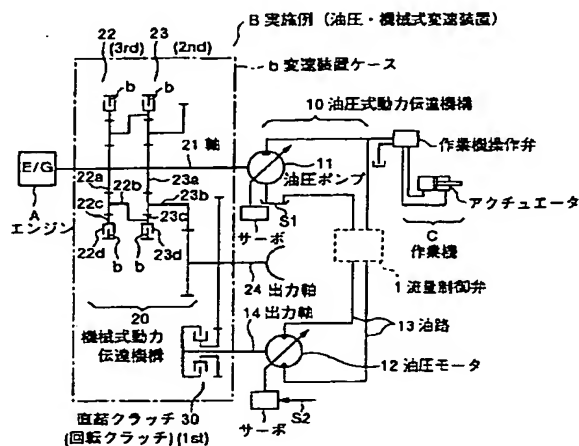 B 実施例 (油圧・機械式変速装置)
22 23
(3rd) (2nd)
b 変速装置ケース
b b
10 油圧式動力伝達機構
21 軸
11
油圧ポンプ
作業機操作弁
E/G
A
エンジン
22a
22b
22c
22d
23a
23b
23c
23d
b b
サーボ
S1
アクチュエータ
C
作業機
1 流量制御弁
24 出力軸
20
機械式動力
伝達機構
14 出力軸
13 油路
12 油圧モータ
サーボ
S2
直結クラッチ 30
(回転クラッチ) (1st)